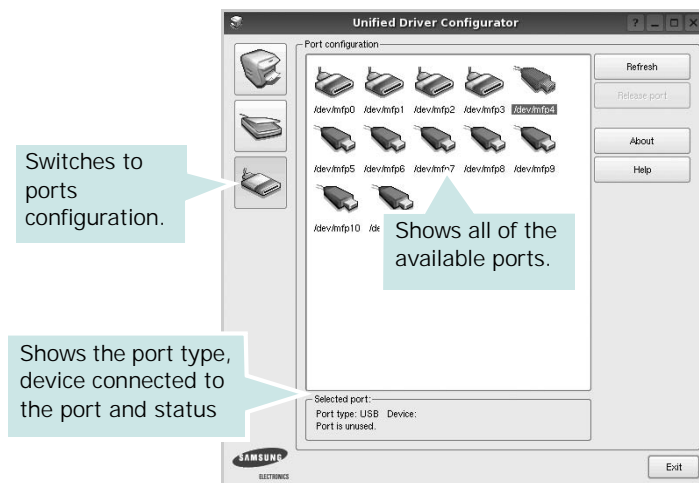 Unified Driver Configurator
Port configuration
/dev/mfp0 /dev/mfp1 /dev/mfp2 /dev/mfp3 /dev/mfp4
/dev/mfp5 /dev/mfp6 /dev/mfp7 /dev/mfp8 /dev/mfp9
/dev/mfp10 /de
Refresh
Release port
About
Help
Switches to
ports
configuration.
Shows all of the
available ports.
Shows the port type,
device connected to
the port and status
Selected port:
Port type: USB Device:
Port is unused.
SAMSUNG
ELECTRONICS
Exit